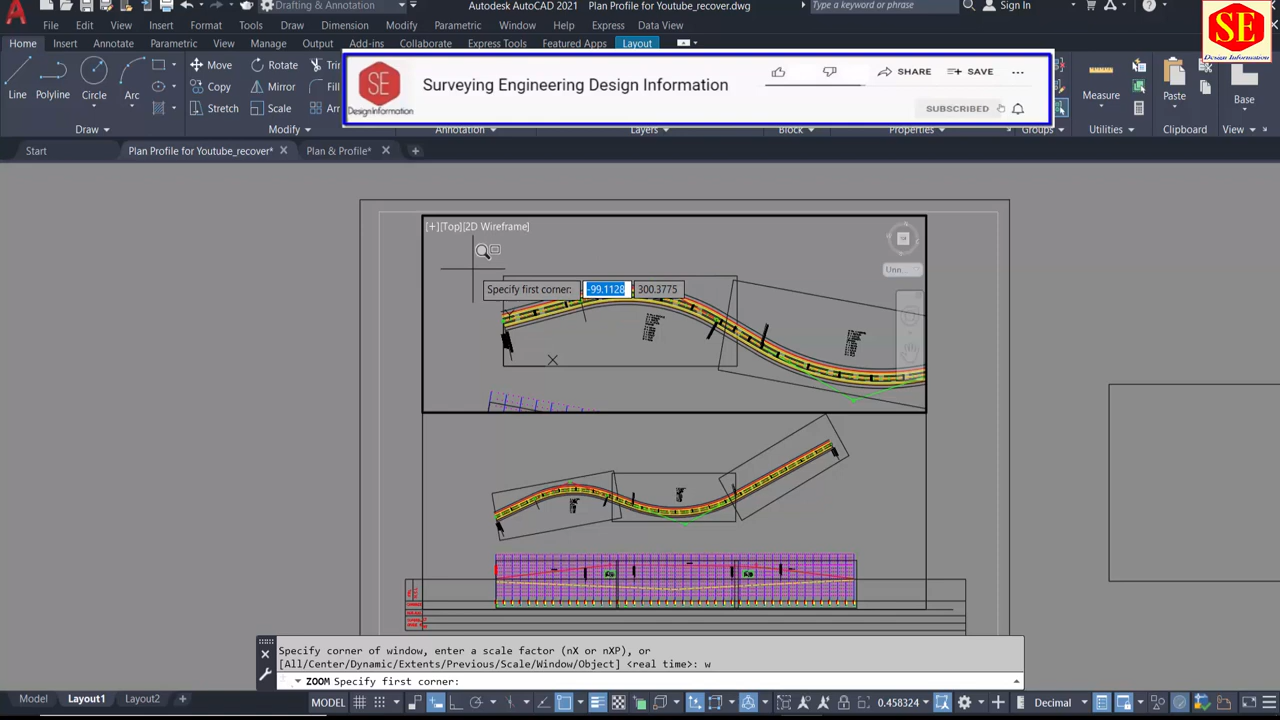 Drafting & Annotation
Autodesk AutoCAD 2021 Plan Profile for Youtube_recover.dwg
Type a keyword or phrase
Sign In
File Edit View Insert Format Tools Draw Dimension Modify Parametric Window Help Express Data View
Home Insert Annotate Parametric View Manage Output Add-ins Collaborate Express Tools Featured Apps Layout
SE
Design Information
Line Polyline Circle Arc
Move Rotate
Copy Mirror
Stretch Scale
SE
DesignInformation
Surveying Engineering Design Information
SHARE SAVE
SUBSCRIBED
Measure Paste Base
Draw Modify Annotation Layers Block Properties Groups Utilities Clipboard View
Start Plan Profile for Youtube_recover* Plan & Profile*
[+][Top][2D Wireframe]
Unn...
Specify first corner: -99.1128 300.3775
Specify corner of window, enter a scale factor (nX or nXP), or
[All/Center/Dynamic/Extents/Previous/Scale/Window/Object] <real time>: w
ZOOM Specify first corner:
Model Layout1 Layout2
MODEL
0.458324
Decimal